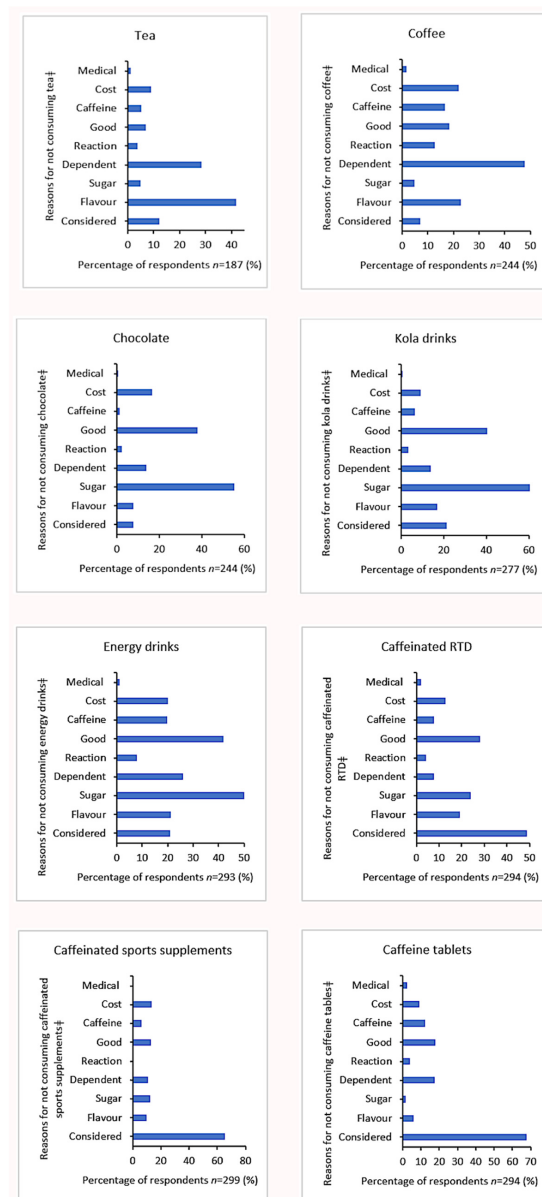 Tea
Reasons for not consuming tea‡
Medical
Cost
Caffeine
Good
Reaction
Dependent
Sugar
Flavour
Considered
0 10 20 30 40
Percentage of respondents n=187 (%)
Coffee
Reasons for not consuming coffee‡
Medical
Cost
Caffeine
Good
Reaction
Dependent
Sugar
Flavour
Considered
0 10 20 30 40 50
Percentage of respondents n=244 (%)
Chocolate
Reasons for not consuming chocolate‡
Medical
Cost
Caffeine
Good
Reaction
Dependent
Sugar
Flavour
Considered
0 20 40 60
Percentage of respondents n=244 (%)
Kola drinks
Reasons for not consuming kola drinks‡
Medical
Cost
Caffeine
Good
Reaction
Dependent
Sugar
Flavour
Considered
0 20 40 60
Percentage of respondents n=277 (%)
Energy drinks
Reasons for not consuming energy drinks‡
Medical
Cost
Caffeine
Good
Reaction
Dependent
Sugar
Flavour
Considered
0 10 20 30 40 50
Percentage of respondents n=293 (%)
Caffeinated RTD
Reasons for not consuming caffeinated
RTD‡
Medical
Cost
Caffeine
Good
Reaction
Dependent
Sugar
Flavour
Considered
0 10 20 30 40 50
Percentage of respondents n=294 (%)
Caffeinated sports supplements
Reasons for not consuming caffeinated
sports supplements‡
Medical
Cost
Caffeine
Good
Reaction
Dependent
Sugar
Flavour
Considered
0 20 40 60
Percentage of respondents n=299 (%)
Caffeine tablets
Reasons for not consuming caffeine tables‡
Medical
Cost
Caffeine
Good
Reaction
Dependent
Sugar
Flavour
Considered
0 10 20 30 40 50 60 70
Percentage of respondents n=294 (%)